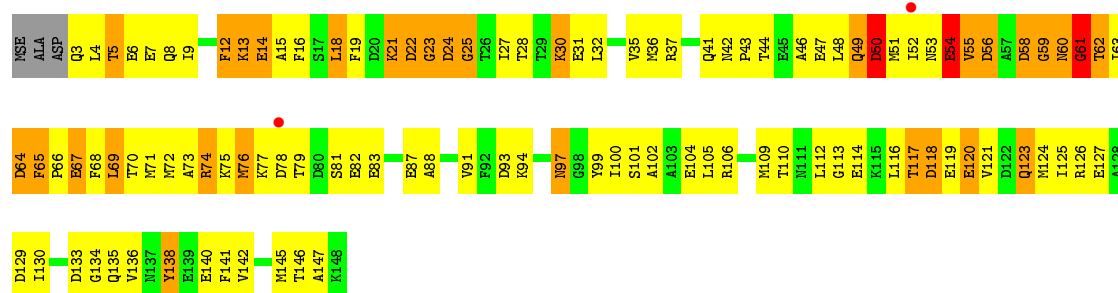 MSE ALA ASP Q3 L4 T5 E6 E7 Q8 I9 F12 K13 E14 A15 F16 S17 L18 F19 D20 K21 D22 G23 D24 G25 T26 I27 T28 T29 K30 E31 L32 V35 M36 R37 Q41 N42 P43 T44 E45 A46 E47 L48 Q49 D50 M51 I52 N53 E54 V55 D56 A57 D58 G59 N60 G61 T62 I63
D64 F65 P66 E67 F68 L69 T70 M71 M72 A73 R74 K75 M76 K77 D78 T79 D80 S81 E82 E83 E87 A88 V91 F92 D93 K94 N97 G98 Y99 I100 S101 A102 A103 E104 L105 R106 M109 T110 N111 L112 G113 E114 K115 L116 T117 D118 E119 E120 V121 D122 Q123 M124 I125 R126 E127 A128
D129 I130 D133 G134 Q135 V136 N137 Y138 E139 E140 F141 V142 M145 T146 A147 K148